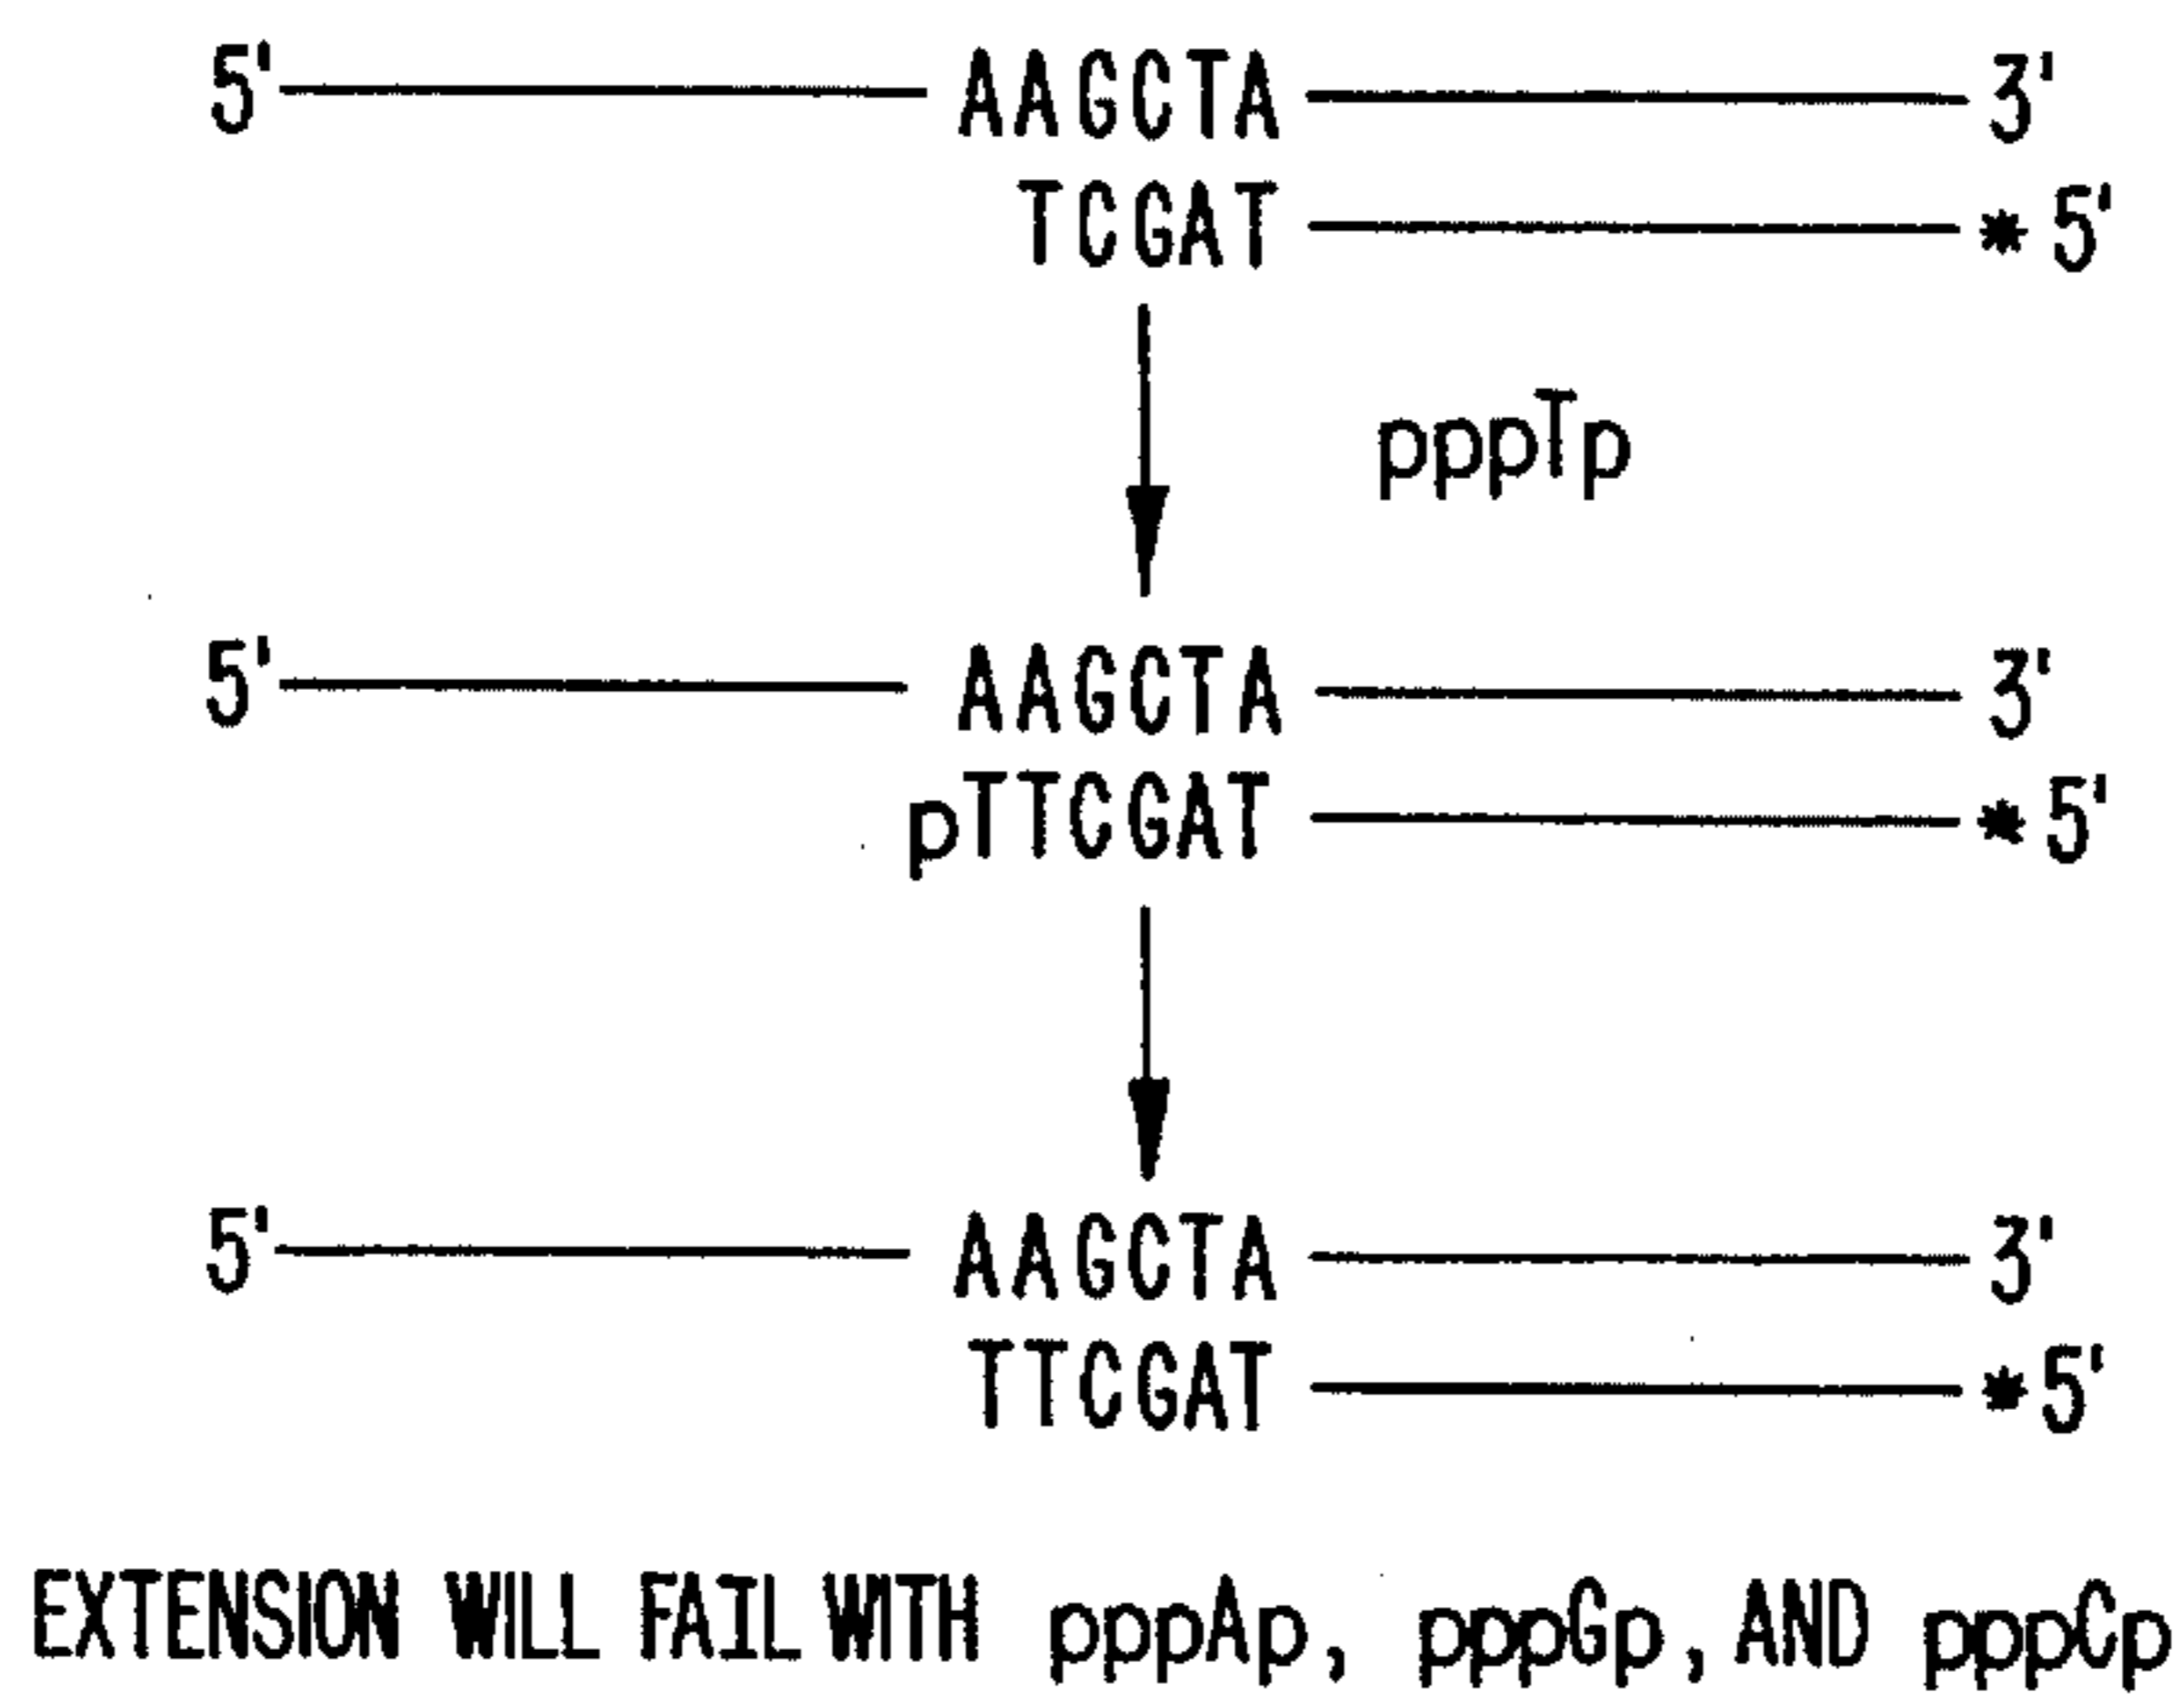 5' AAGCTA 3'
TCGAT * 5'
pppTp
5' AAGCTA 3'
pTTCGAT * 5'
5' AAGCTA 3'
TTCGAT * 5'
EXTENSION WILL FAIL WITH pppAp, pppGp, AND pppCp